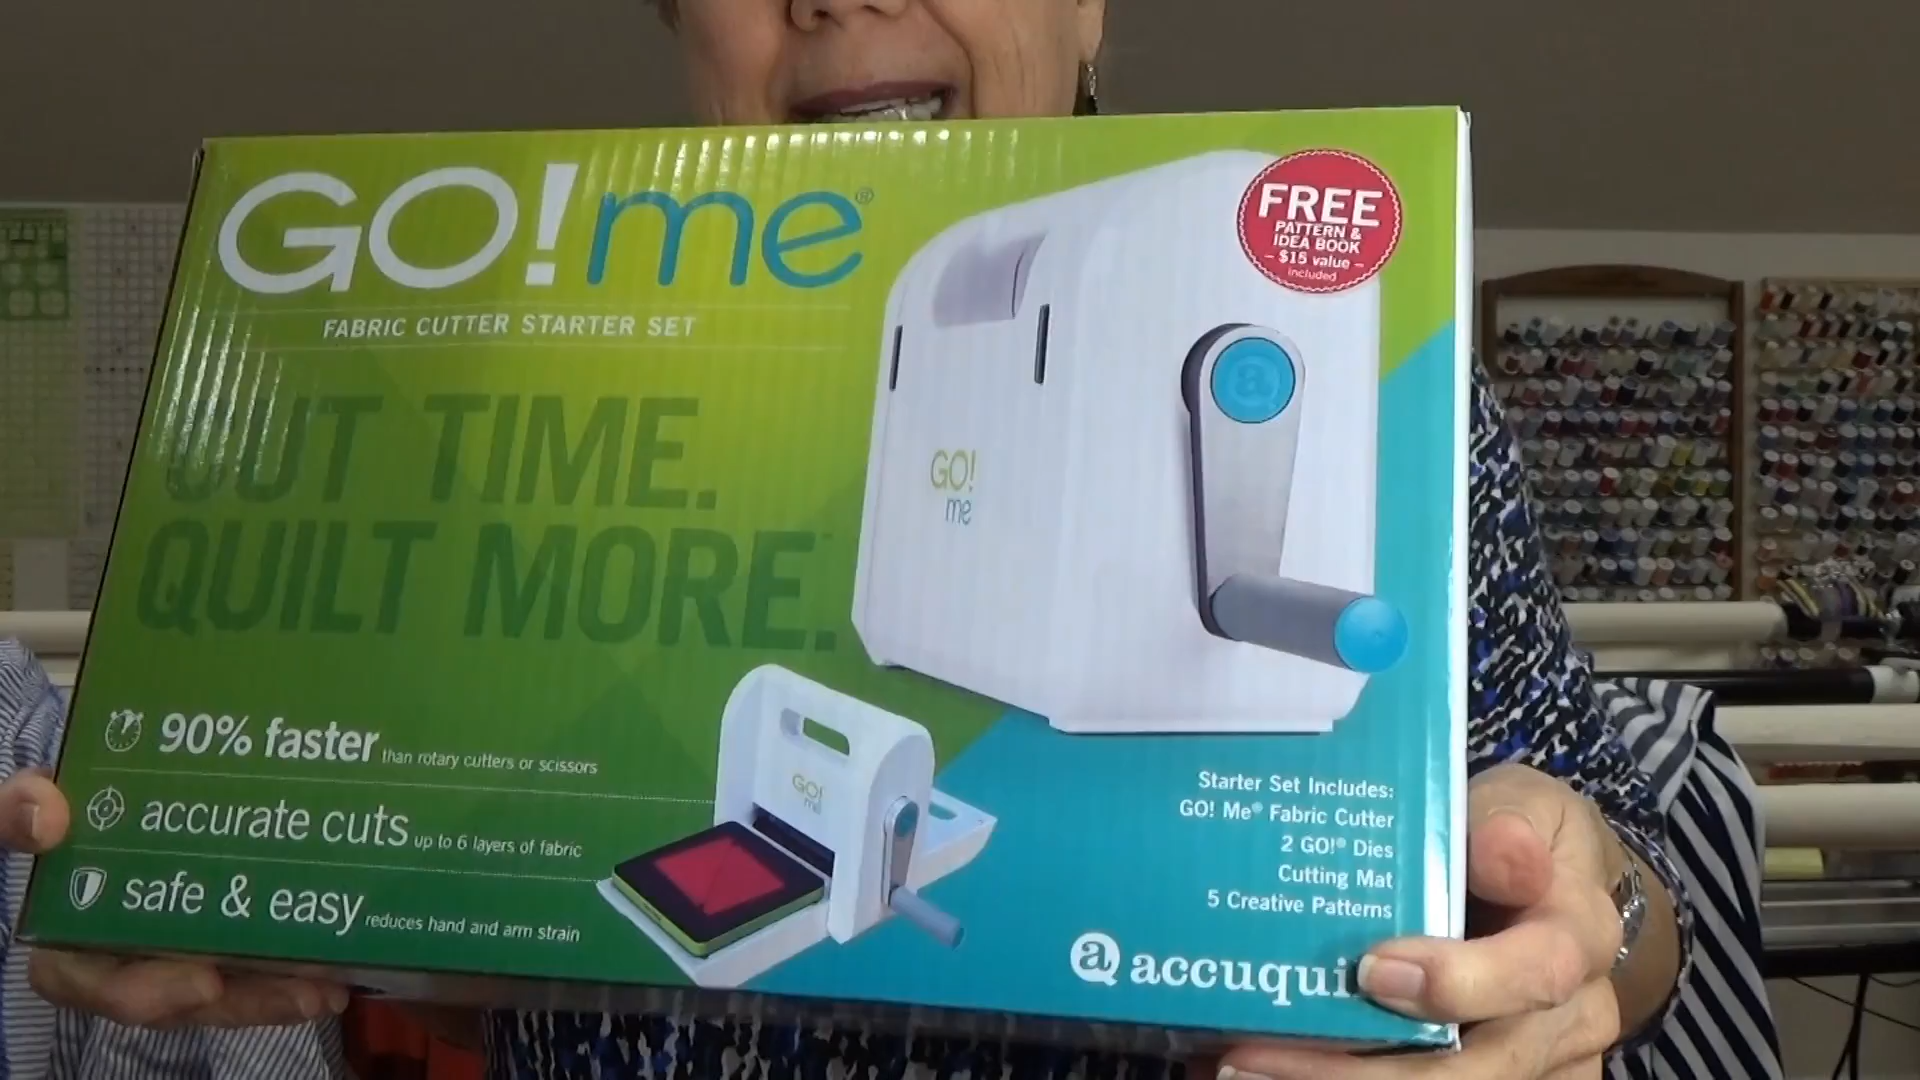 GO!me®
FABRIC CUTTER STARTER SET
CUT TIME.
QUILT MORE.
90% faster than rotary cutters or scissors
accurate cuts up to 6 layers of fabric
safe & easy reduces hand and arm strain
FREE
PATTERN &
IDEA BOOK
- $15 value -
included
a
GO!
me
GO!
me
Starter Set Includes:
GO! Me® Fabric Cutter
2 GO!® Dies
Cutting Mat
5 Creative Patterns
a accuqui